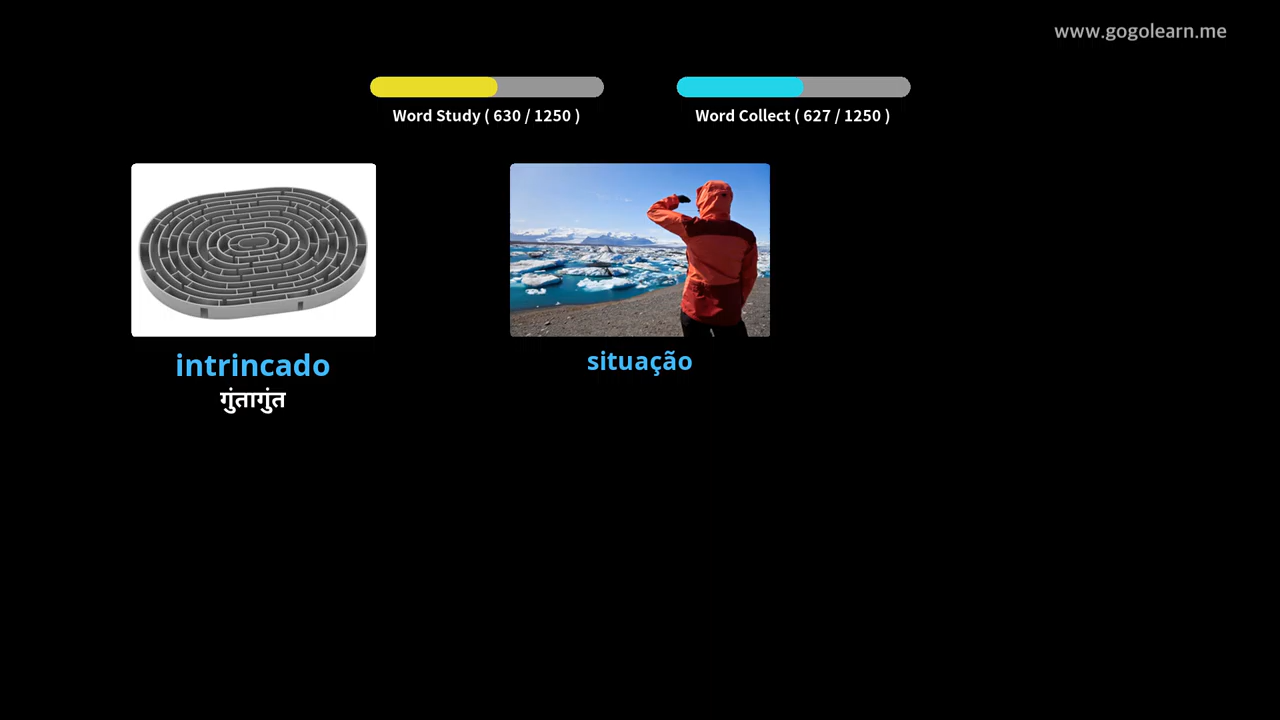 www.gogolearn.me
Word Study ( 630 / 1250 )
Word Collect ( 627 / 1250 )
intrincado
गुंतागुंत
situação